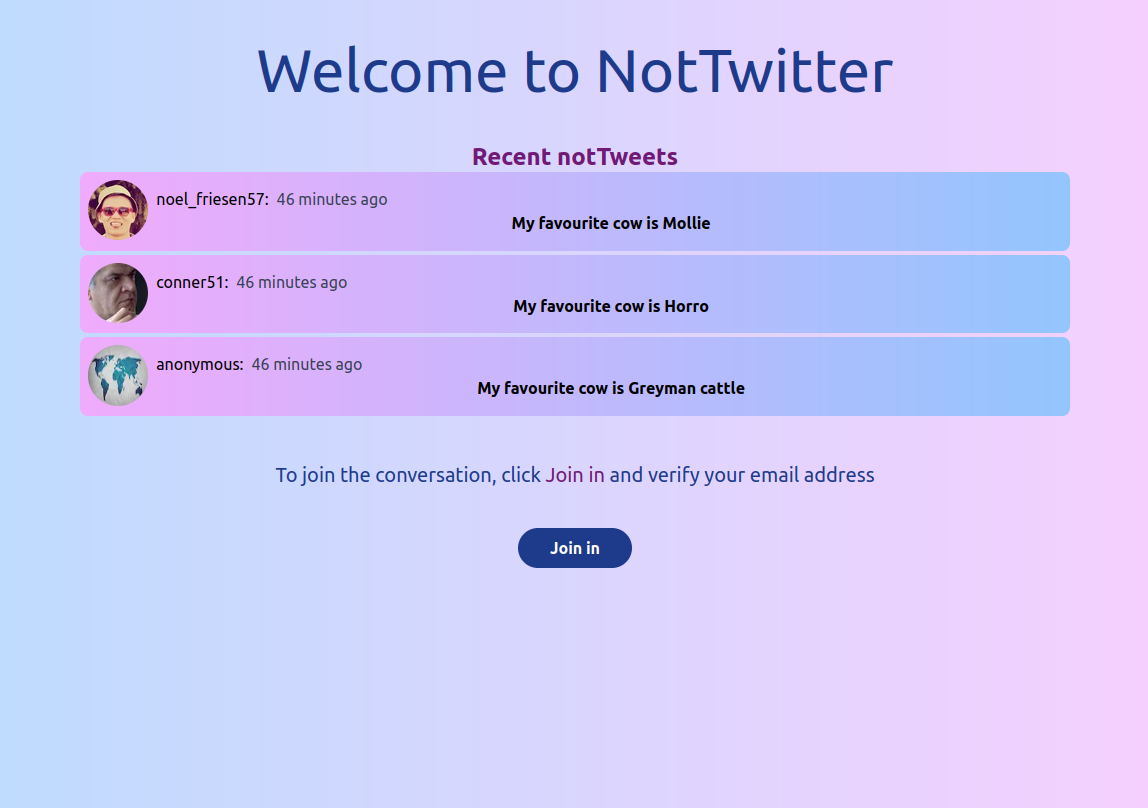 Welcome to NotTwitter
Recent notTweets
noel_friesen57: 46 minutes ago
My favourite cow is Mollie
conner51: 46 minutes ago
My favourite cow is Horro
anonymous: 46 minutes ago
My favourite cow is Greyman cattle
To join the conversation, click Join in and verify your email address
Join in